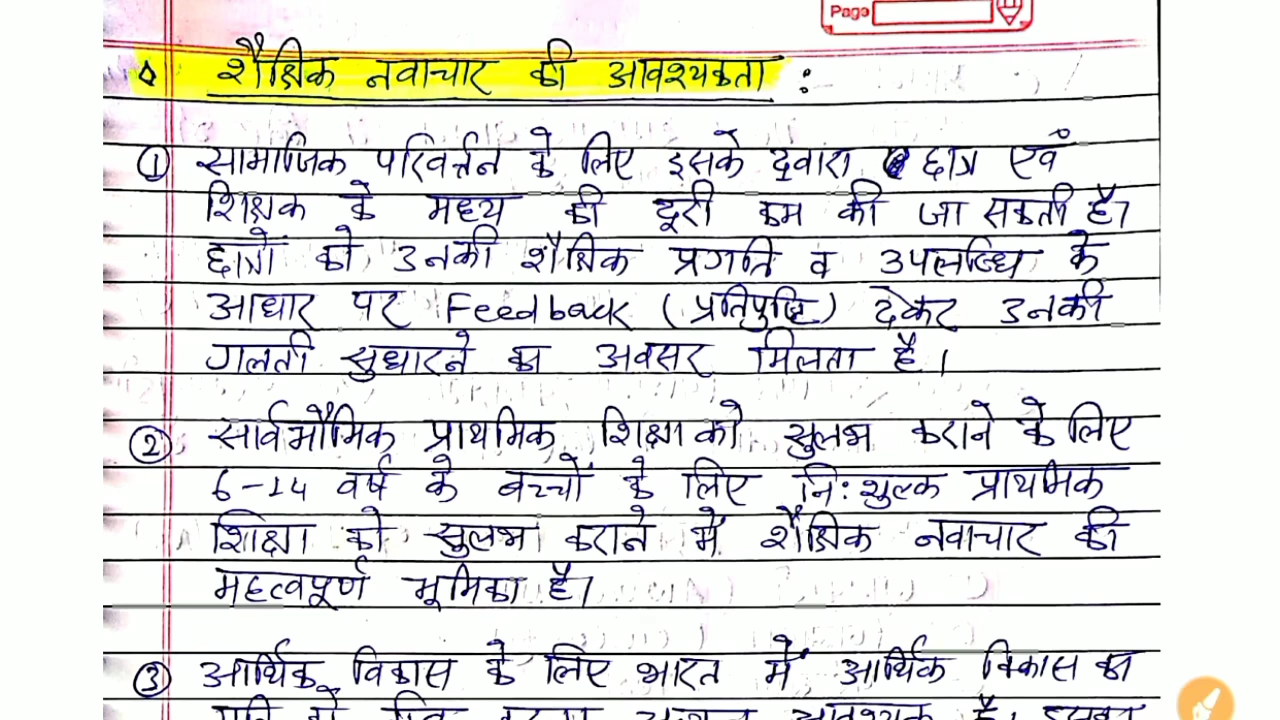 Page
शैक्षिक नवाचार की आवश्यकता :
① सामाजिक परिवर्तन के लिए इसके द्वारा छात्र एवं
शिक्षक के मध्य की दूरी कम की जा सकती है।
छात्रों को उनकी शैक्षिक प्रगति व उपलब्धि के
आधार पर Feedback (प्रतिपुष्टि) देकर उनकी
गलती सुधारने का अवसर मिलता है।
② सार्वभौमिक प्राथमिक शिक्षा को सुलभ कराने के लिए
6-14 वर्ष के बच्चों के लिए नि:शुल्क प्राथमिक
शिक्षा को सुलभ कराने में शैक्षिक नवाचार की
महत्वपूर्ण भूमिका है।
③ आर्थिक विकास के लिए भारत में आर्थिक विकास का